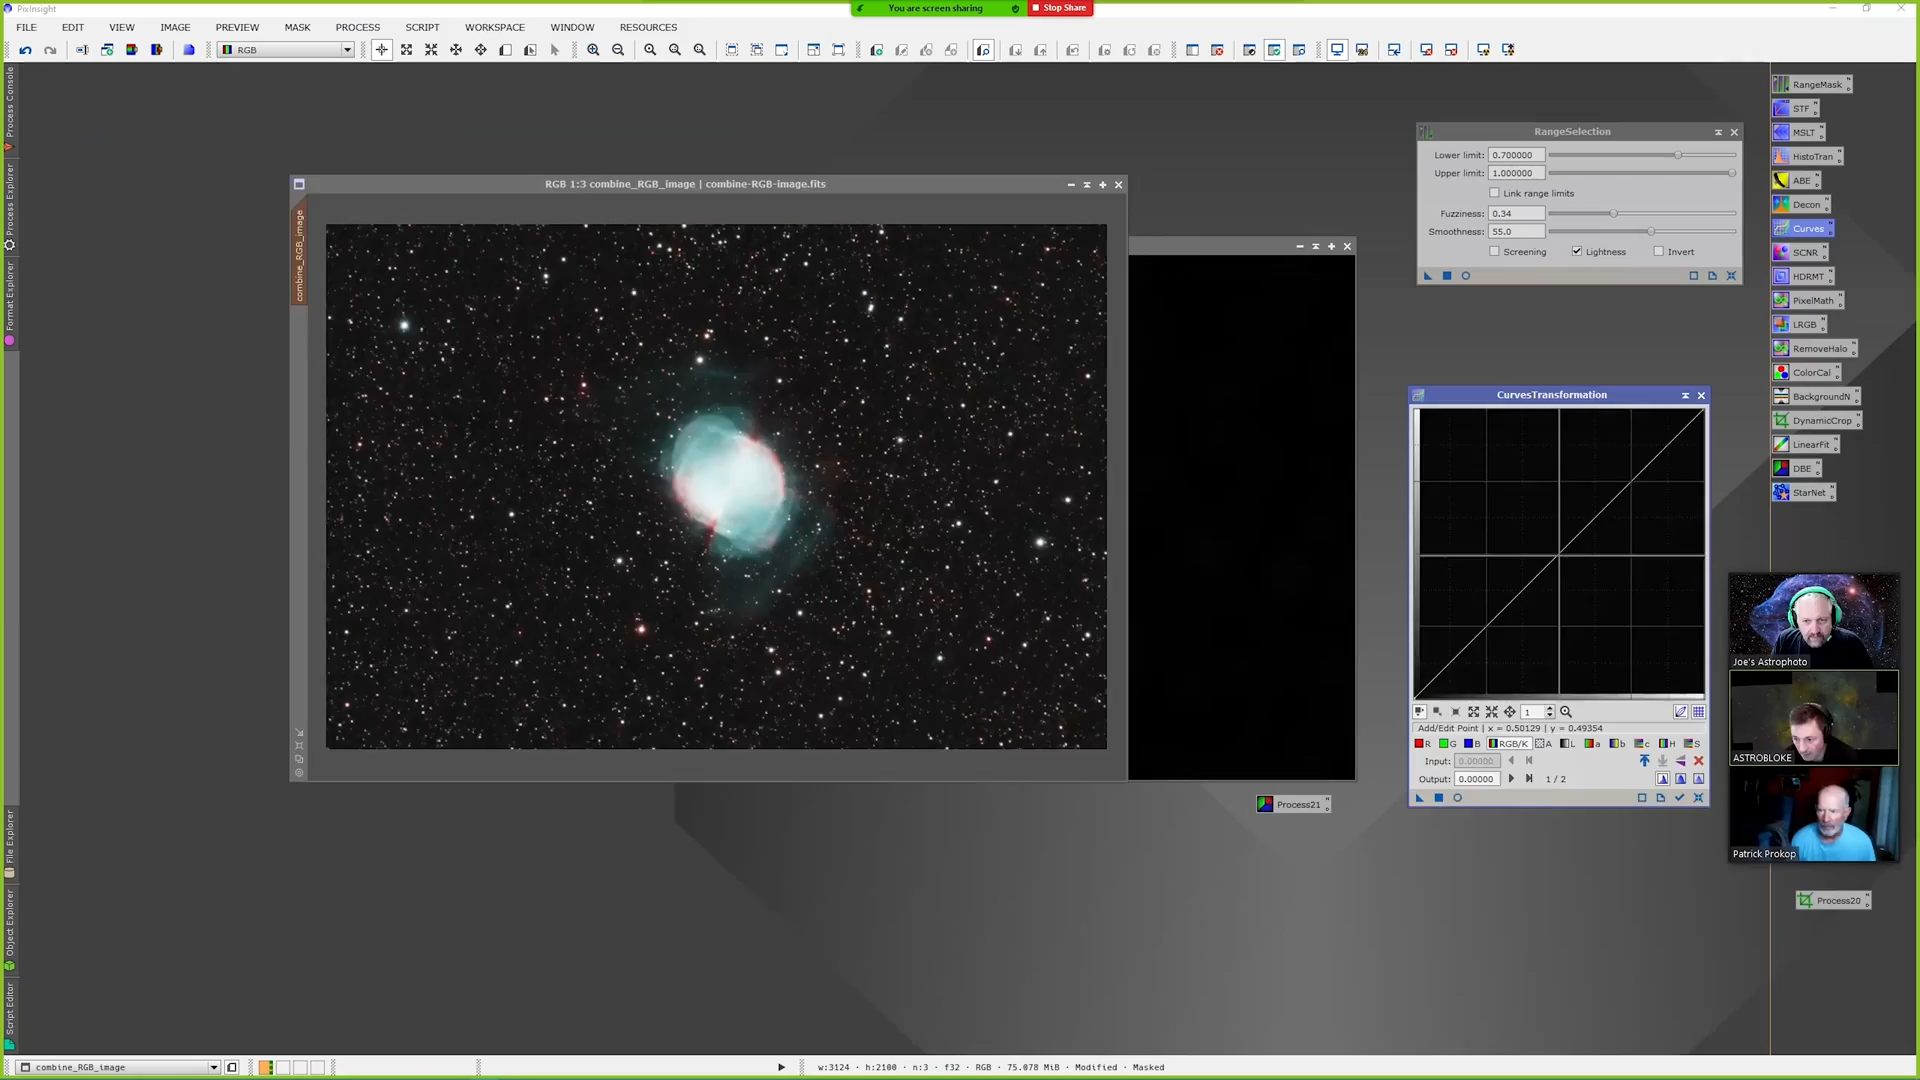 PixInsight
You are screen sharing
Stop Share
FILE EDIT VIEW IMAGE PREVIEW MASK PROCESS SCRIPT WORKSPACE WINDOW RESOURCES
RGB
Process Console
Process Explorer
Format Explorer
File Explorer
Object Explorer
Script Editor
RGB 1:3 combine_RGB_image | combine-RGB-image.fits
combine_RGB_image
RangeSelection
Lower limit: 0.700000
Upper limit: 1.000000
Link range limits
Fuzziness: 0.34
Smoothness: 55.0
Screening Lightness Invert
CurvesTransformation
1
Add/Edit Point | x = 0.50129 | y = 0.49354
R G B RGB/K A L a b c H S
Input: 0.00000
Output: 0.00000 1 / 2
Process21
RangeMask
STF
MSLT
HistoTran
ABE
Decon
Curves
SCNR
HDRMT
PixelMath
LRGB
RemoveHalo
ColorCal
BackgroundN
DynamicCrop
LinearFit
DBE
StarNet
Joe's Astrophoto
ASTROBLOKE
Patrick Prokop
Process20
combine_RGB_image
w:3124 · h:2100 · n:3 · f32 · RGB · 75.078 MiB · Modified · Masked